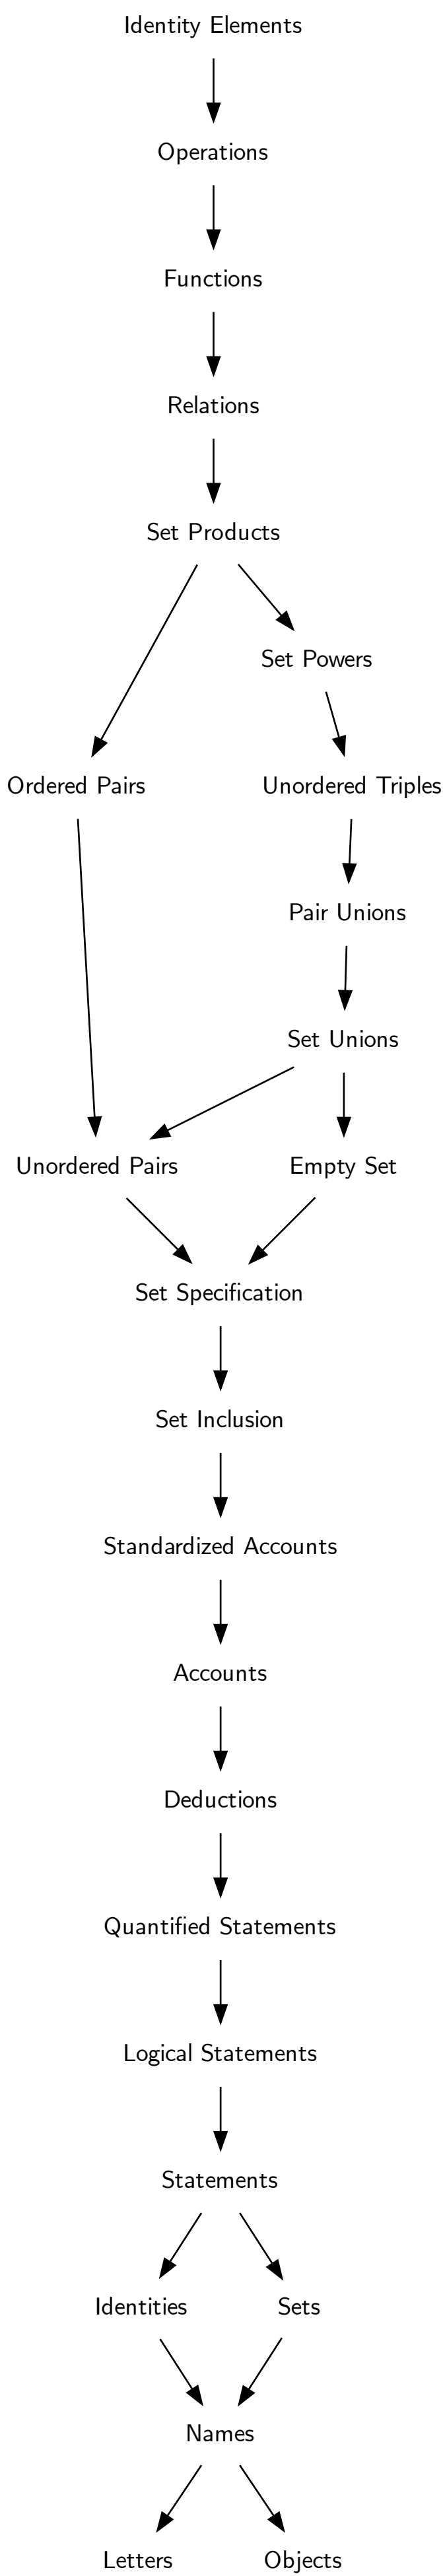 Identity Elements
Operations
Functions
Relations
Set Products
Set Powers
Ordered Pairs
Unordered Triples
Pair Unions
Set Unions
Unordered Pairs
Empty Set
Set Specification
Set Inclusion
Standardized Accounts
Accounts
Deductions
Quantified Statements
Logical Statements
Statements
Identities
Sets
Names
Letters
Objects